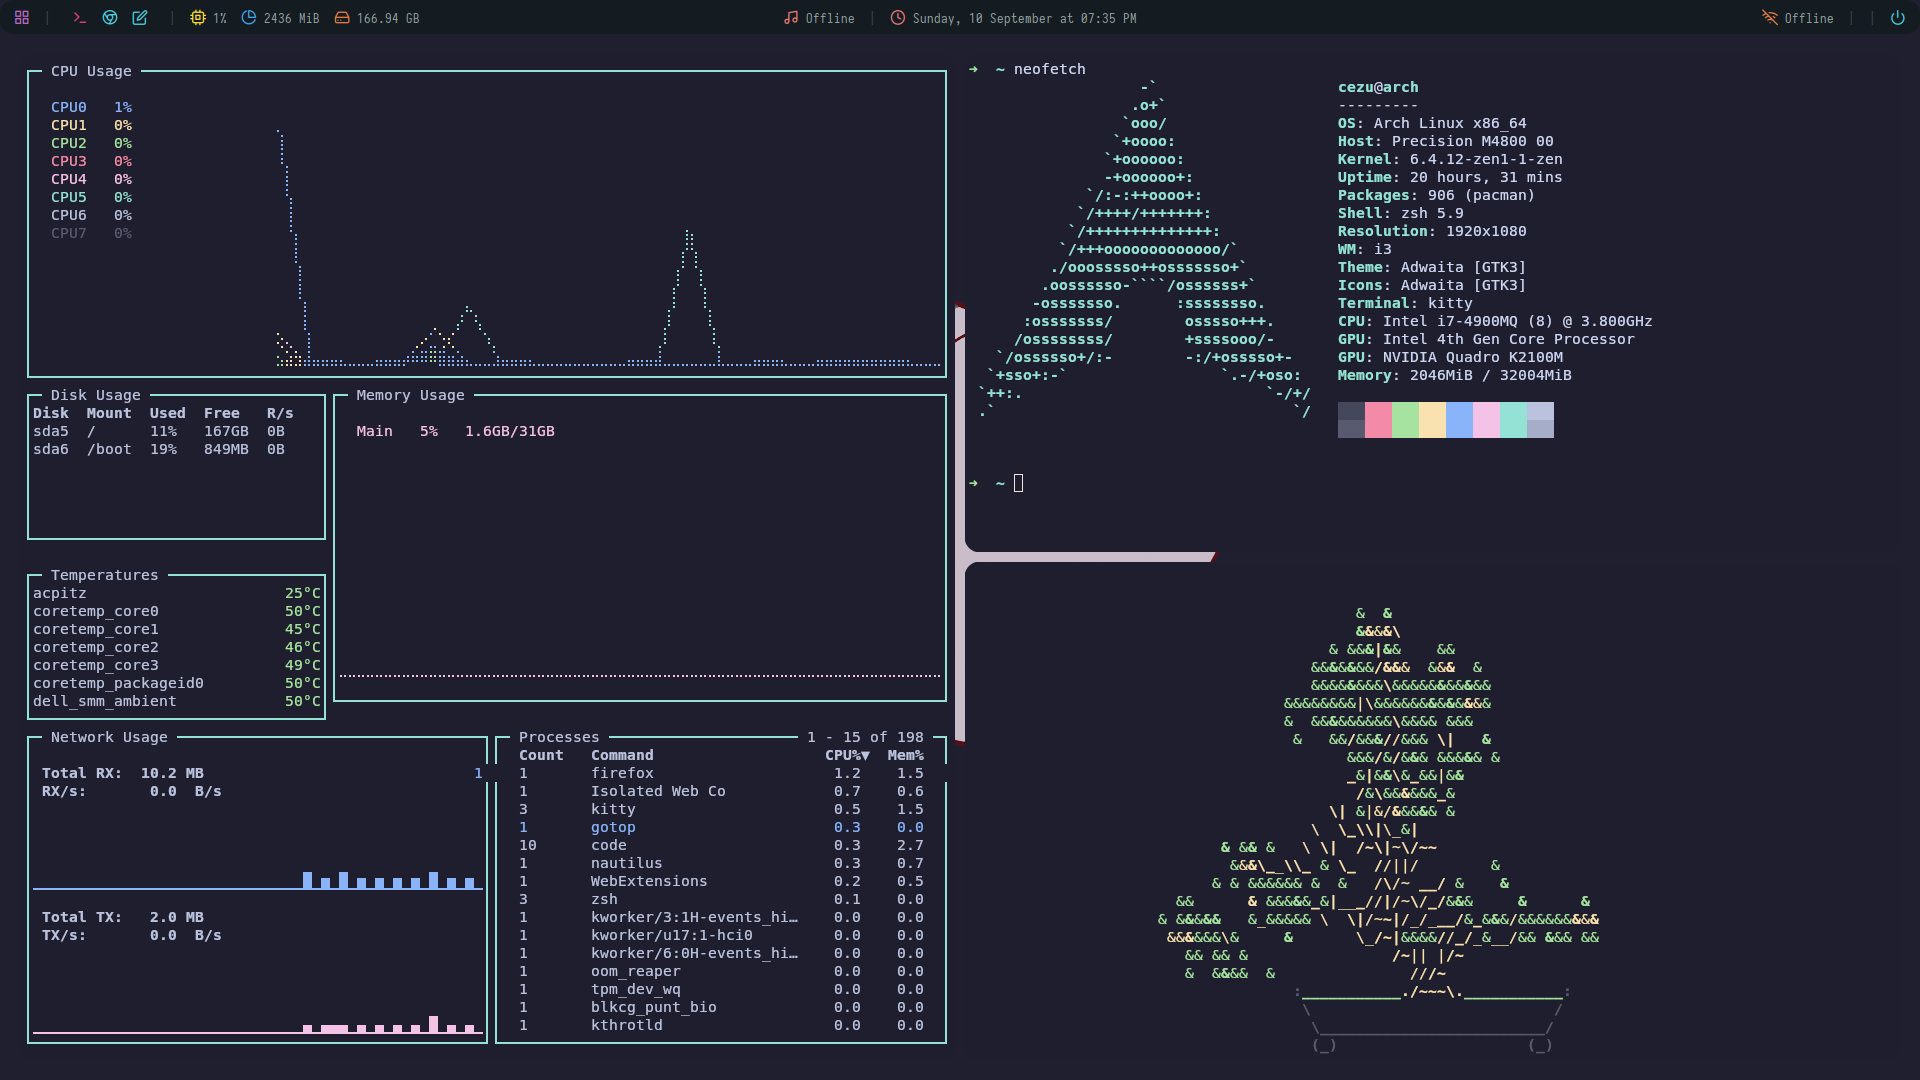 1% 2436 MiB 166.94 GB
Offline Sunday, 10 September at 07:35 PM
Offline
CPU Usage
CPU0 1%
CPU1 0%
CPU2 0%
CPU3 0%
CPU4 0%
CPU5 0%
CPU6 0%
CPU7 0%
Disk Usage
Disk Mount Used Free R/s
sda5 / 11% 167GB 0B
sda6 /boot 19% 849MB 0B
Memory Usage
Main 5% 1.6GB/31GB
Temperatures
acpitz 25°C
coretemp_core0 50°C
coretemp_core1 45°C
coretemp_core2 46°C
coretemp_core3 49°C
coretemp_packageid0 50°C
dell_smm_ambient 50°C
Network Usage
Total RX: 10.2 MB 1
RX/s: 0.0 B/s
Total TX: 2.0 MB
TX/s: 0.0 B/s
Processes 1 - 15 of 198
Count Command CPU%▼ Mem%
1 firefox 1.2 1.5
1 Isolated Web Co 0.7 0.6
3 kitty 0.5 1.5
1 gotop 0.3 0.0
10 code 0.3 2.7
1 nautilus 0.3 0.7
1 WebExtensions 0.2 0.5
3 zsh 0.1 0.0
1 kworker/3:1H-events_hi… 0.0 0.0
1 kworker/u17:1-hci0 0.0 0.0
1 kworker/6:0H-events_hi… 0.0 0.0
1 oom_reaper 0.0 0.0
1 tpm_dev_wq 0.0 0.0
1 blkcg_punt_bio 0.0 0.0
1 kthrotld 0.0 0.0
➜ ~ neofetch
cezu@arch
---------
OS: Arch Linux x86_64
Host: Precision M4800 00
Kernel: 6.4.12-zen1-1-zen
Uptime: 20 hours, 31 mins
Packages: 906 (pacman)
Shell: zsh 5.9
Resolution: 1920x1080
WM: i3
Theme: Adwaita [GTK3]
Icons: Adwaita [GTK3]
Terminal: kitty
CPU: Intel i7-4900MQ (8) @ 3.800GHz
GPU: Intel 4th Gen Core Processor
GPU: NVIDIA Quadro K2100M
Memory: 2046MiB / 32004MiB
➜ ~